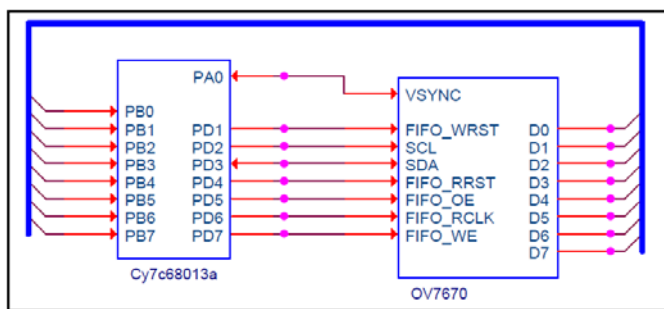 PA0
VSYNC
PB0
PB1 PD1 FIFO_WRST D0
PB2 PD2 SCL D1
PB3 PD3 SDA D2
PB4 PD4 FIFO_RRST D3
PB5 PD5 FIFO_OE D4
PB6 PD6 FIFO_RCLK D5
PB7 PD7 FIFO_WE D6
D7
Cy7c68013a
OV7670